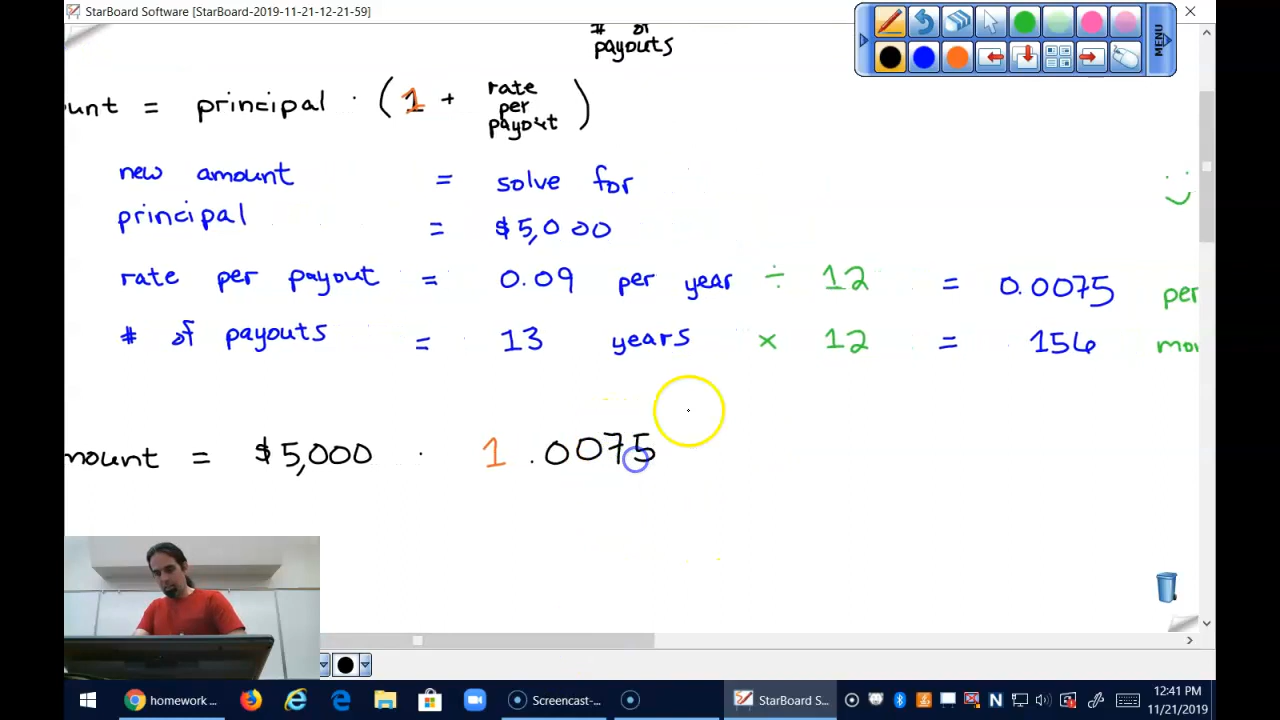 StarBoard Software [StarBoard-2019-11-21-12-21-59]
MENU
# of
payouts
unt = principal · (1 + rate per payout)
new amount = solve for
principal = $5,000
rate per payout = 0.09 per year ÷ 12 = 0.0075 per
# of payouts = 13 years × 12 = 156 mo
mount = $5,000 · 1.0075
homework ...
Screencast-...
StarBoard S...
12:41 PM
11/21/2019